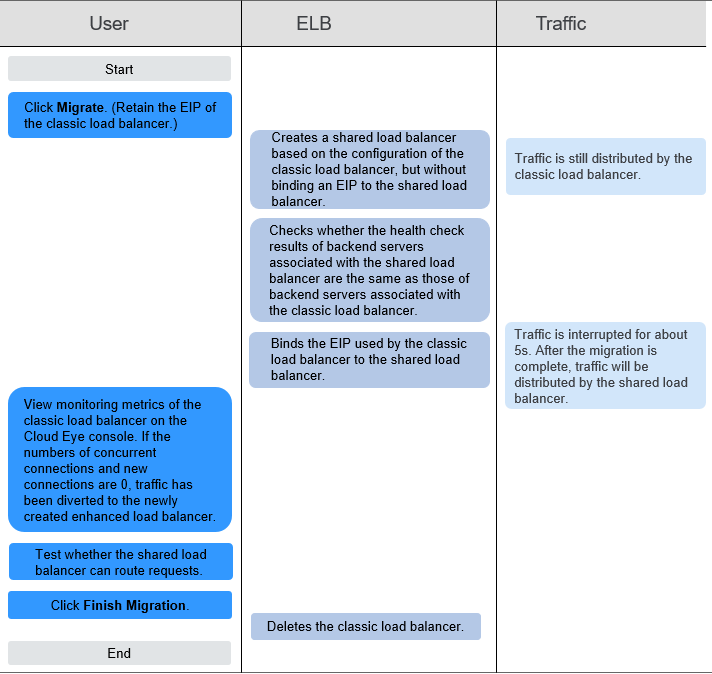 User
ELB
Traffic
Start
Click Migrate. (Retain the EIP of
the classic load balancer.)
Creates a shared load balancer
based on the configuration of the
classic load balancer, but without
binding an EIP to the shared load
balancer.
Traffic is still distributed by the
classic load balancer.
Checks whether the health check
results of backend servers
associated with the shared load
balancer are the same as those of
backend servers associated with
the classic load balancer.
Binds the EIP used by the classic
load balancer to the shared load
balancer.
Traffic is interrupted for about
5s. After the migration is
complete, traffic will be
distributed by the shared load
balancer.
View monitoring metrics of the
classic load balancer on the
Cloud Eye console. If the
numbers of concurrent
connections and new
connections are 0, traffic has
been diverted to the newly
created enhanced load balancer.
Test whether the shared load
balancer can route requests.
Click Finish Migration.
Deletes the classic load balancer.
End